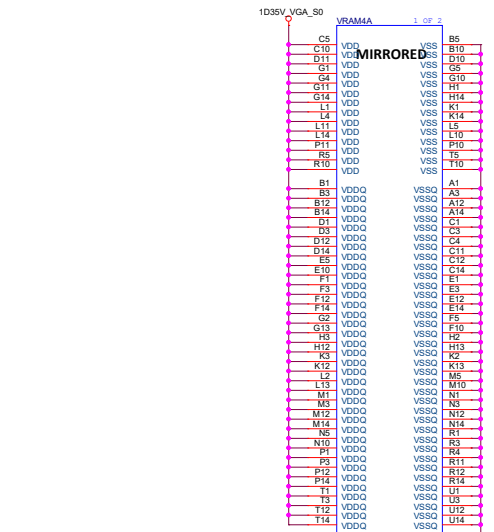 1D35V_VGA_S0
VRAM4A 1 OF 2
MIRRORED
C5 VDD VSS B5
C10 VDD VSS B10
D11 VDD VSS D10
G1 VDD VSS G5
G4 VDD VSS G10
G11 VDD VSS H1
G14 VDD VSS H14
L1 VDD VSS K1
L4 VDD VSS K14
L11 VDD VSS L5
L14 VDD VSS L10
P11 VDD VSS P10
R5 VDD VSS T5
R10 VDD VSS T10
B1 VDDQ VSSQ A1
B3 VDDQ VSSQ A3
B12 VDDQ VSSQ A12
B14 VDDQ VSSQ A14
D1 VDDQ VSSQ C1
D3 VDDQ VSSQ C3
D12 VDDQ VSSQ C4
D14 VDDQ VSSQ C11
E5 VDDQ VSSQ C12
E10 VDDQ VSSQ C14
F1 VDDQ VSSQ E1
F3 VDDQ VSSQ E3
F12 VDDQ VSSQ E12
F14 VDDQ VSSQ E14
G2 VDDQ VSSQ F5
G13 VDDQ VSSQ F10
H3 VDDQ VSSQ H2
H12 VDDQ VSSQ H13
K3 VDDQ VSSQ K2
K12 VDDQ VSSQ K13
L2 VDDQ VSSQ M5
L13 VDDQ VSSQ M10
M1 VDDQ VSSQ N1
M3 VDDQ VSSQ N3
M12 VDDQ VSSQ N12
M14 VDDQ VSSQ N14
N5 VDDQ VSSQ R1
N10 VDDQ VSSQ R3
P1 VDDQ VSSQ R4
P3 VDDQ VSSQ R11
P12 VDDQ VSSQ R12
P14 VDDQ VSSQ R14
T1 VDDQ VSSQ U1
T3 VDDQ VSSQ U3
T12 VDDQ VSSQ U12
T14 VDDQ VSSQ U14